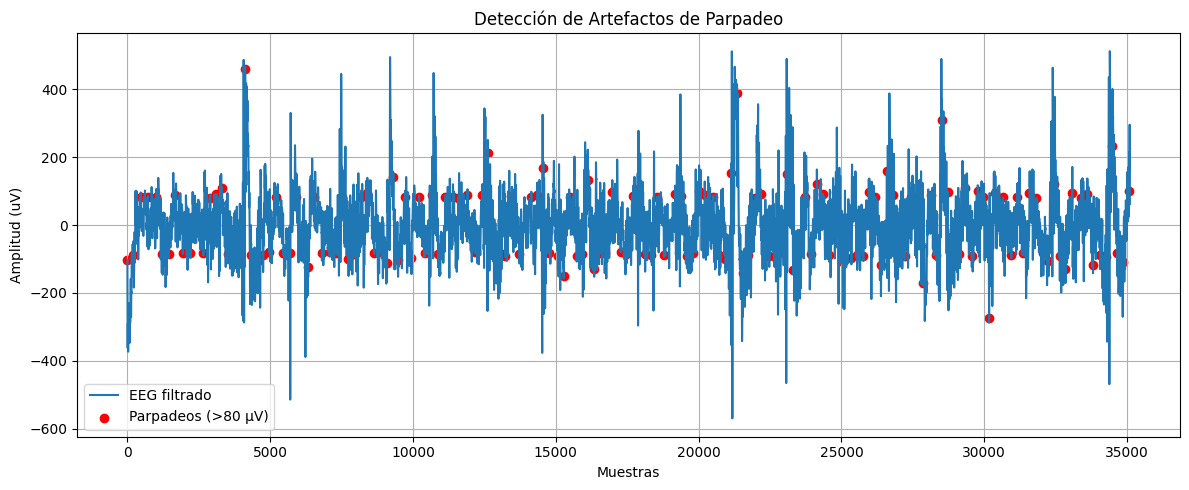 Detección de Artefactos de Parpadeo
Amplitud (uV)
400
200
0
−200
−400
−600
EEG filtrado
Parpadeos (>80 µV)
0 5000 10000 15000 20000 25000 30000 35000
Muestras